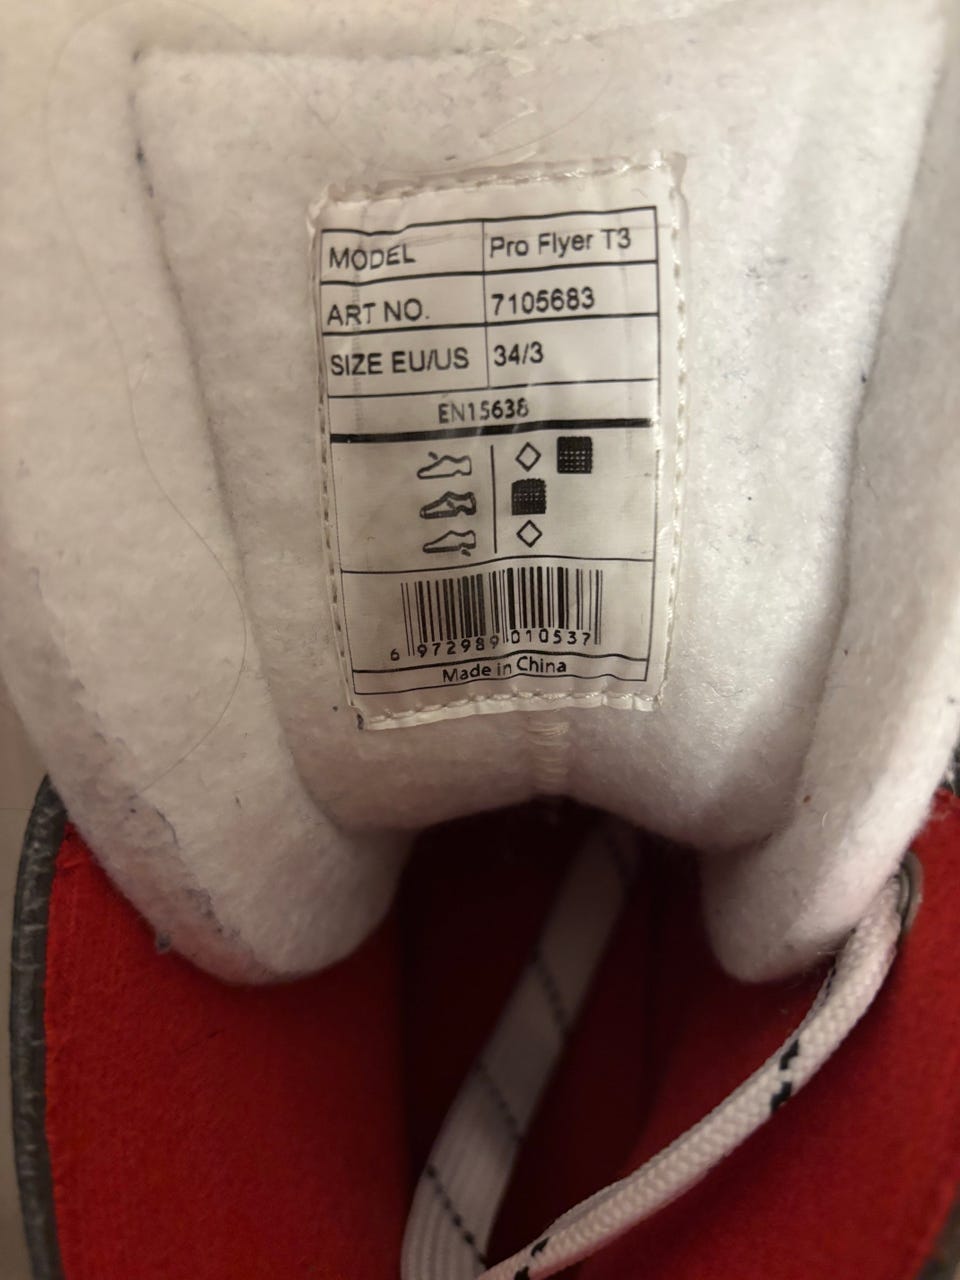 MODEL Pro Flyer T3
ART NO. 7105683
SIZE EU/US 34/3
EN15638
6 972989 010537
Made in China